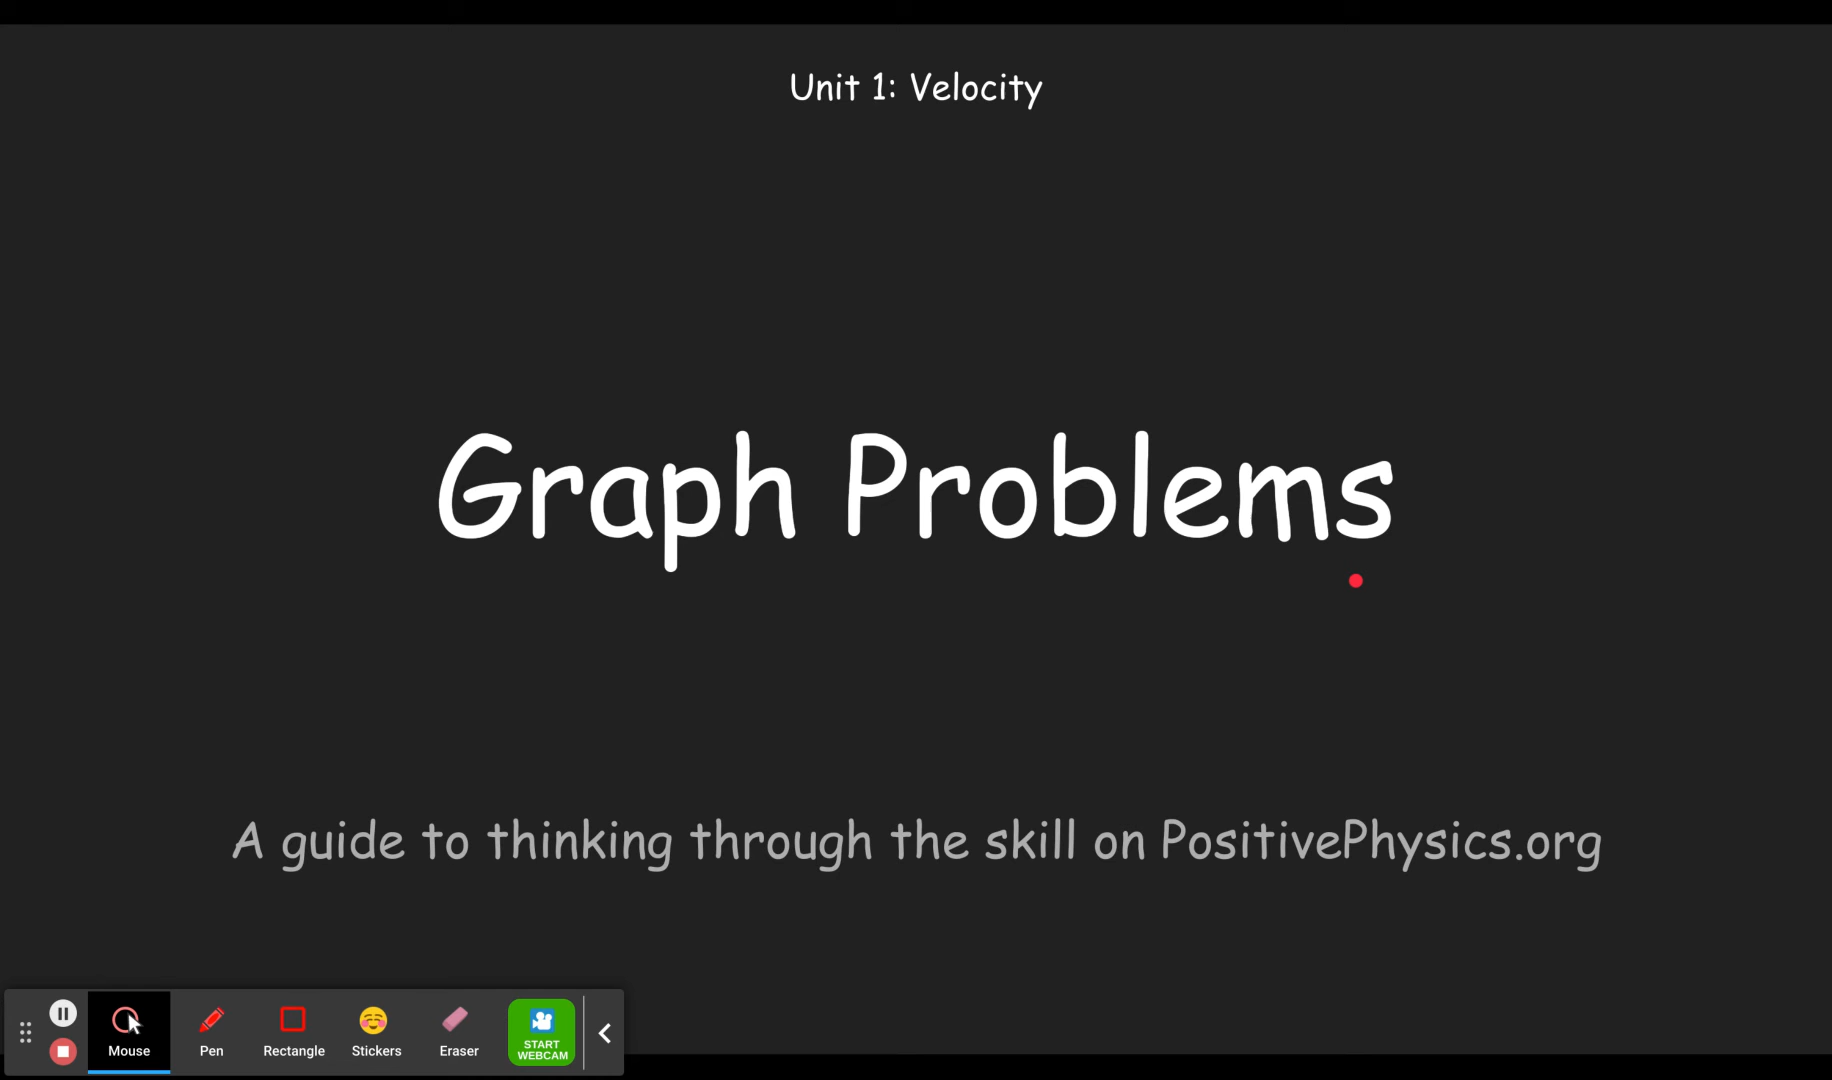 Unit 1: Velocity
Graph Problems
A guide to thinking through the skill on PositivePhysics.org
Mouse
Pen
Rectangle
Stickers
Eraser
START
WEBCAM